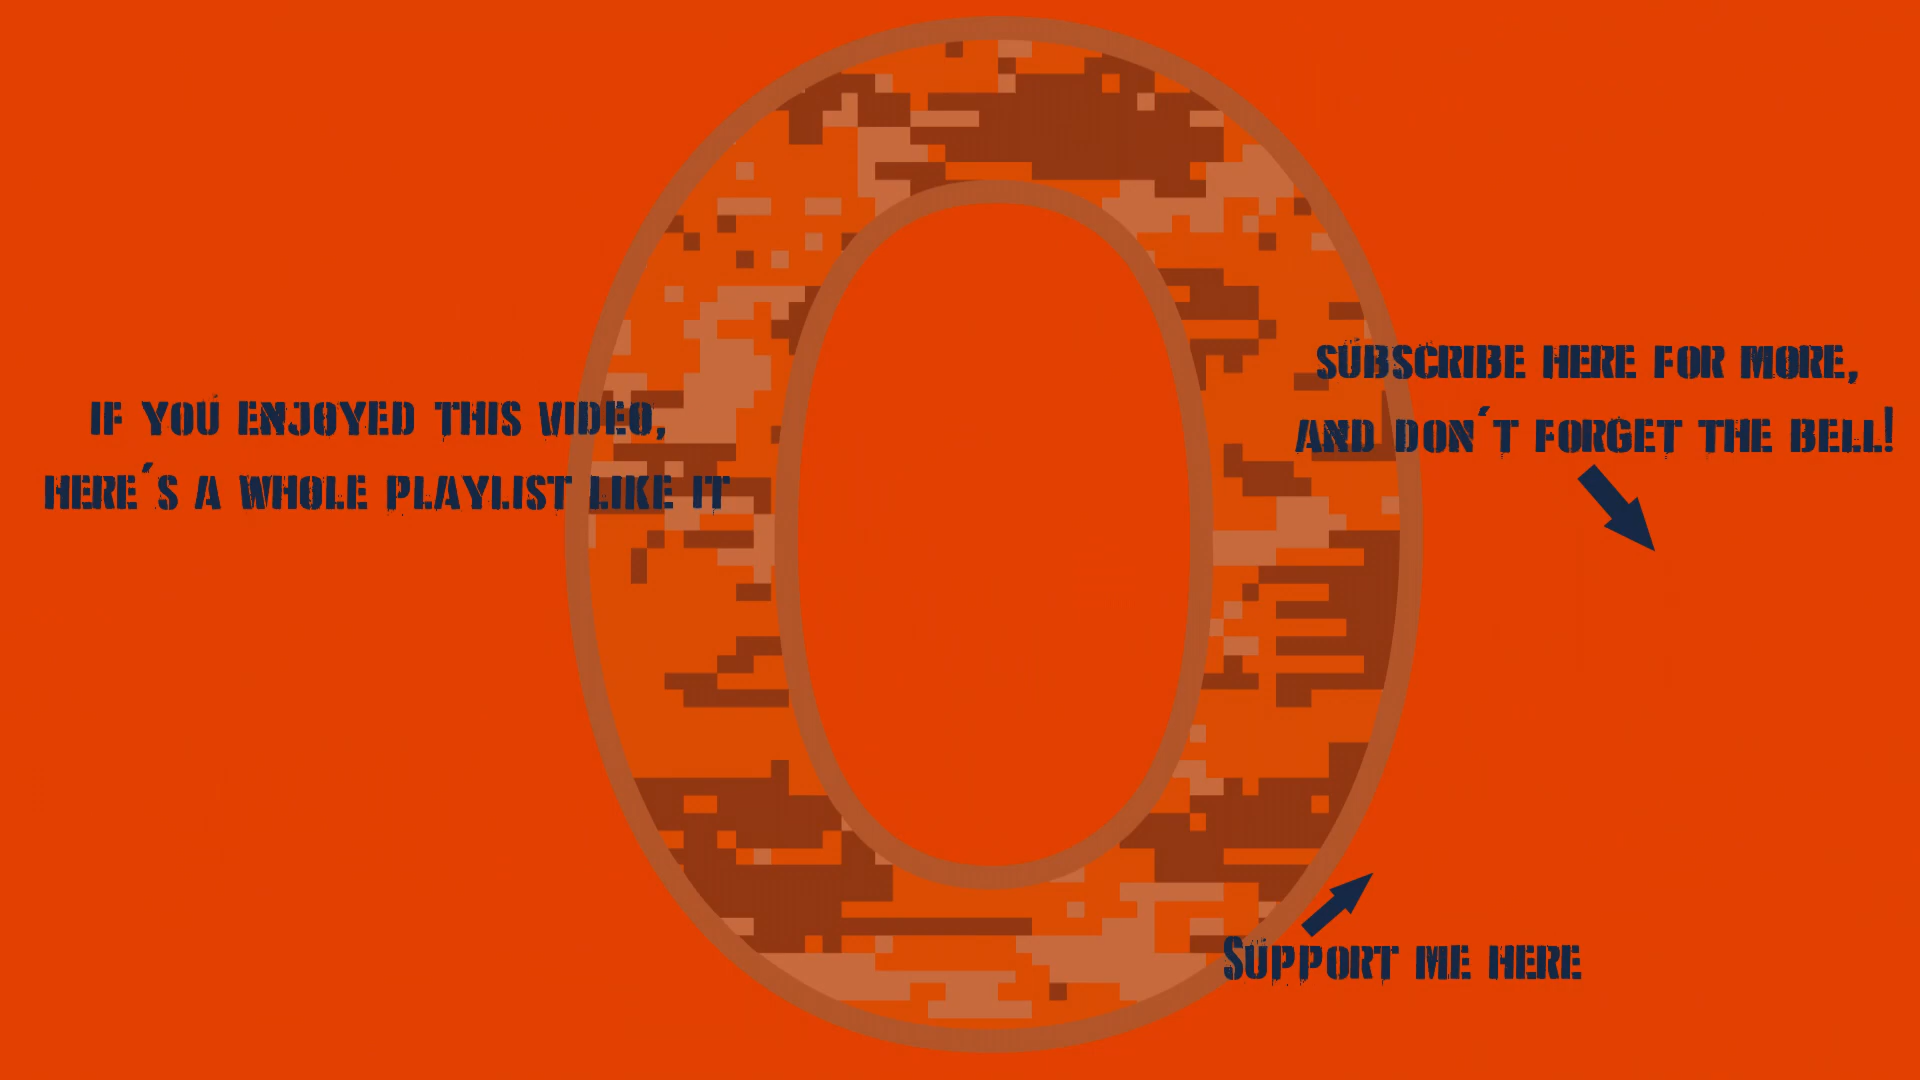 IF YOU ENJOYED THIS VIDEO,
HERE´S A WHOLE PLAYLIST LIKE IT
SUBSCRIBE HERE FOR MORE,
AND DON´T FORGET THE BELL!
SUPPORT ME HERE
O